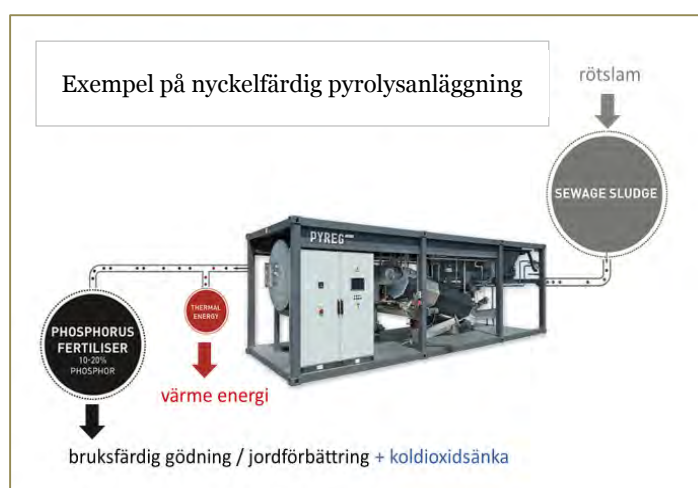 Exempel på nyckelfärdig pyrolysanläggning
rötslam
SEWAGE SLUDGE
PYREG
THERMAL
ENERGY
PHOSPHORUS
FERTILISER
10-20%
PHOSPHOR
värme energi
bruksfärdig gödning / jordförbättring + koldioxidsänka